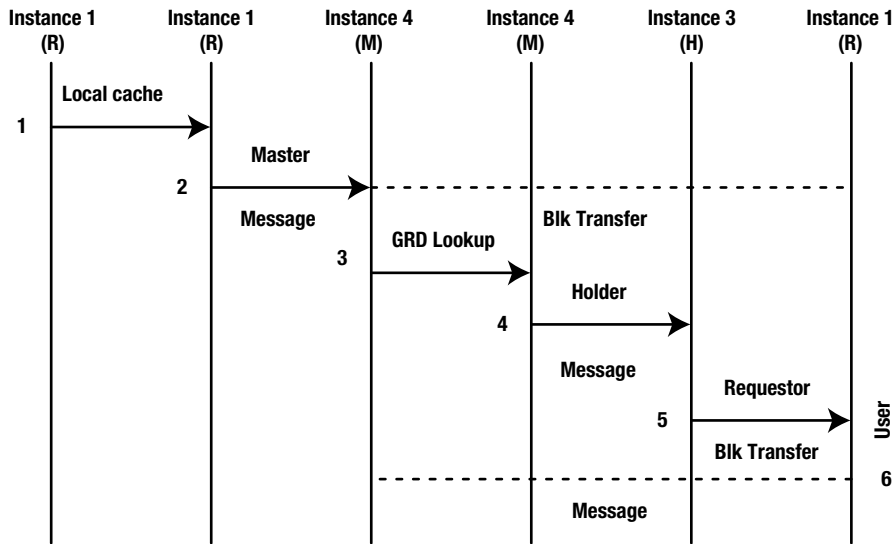 Instance 1 Instance 1 Instance 4 Instance 4 Instance 3 Instance 1
(R) (R) (M) (M) (H) (R)
Local cache
1
Master
2
Message Blk Transfer
GRD Lookup
3
Holder
4
Message
Requestor
5
User
Blk Transfer
6
Message